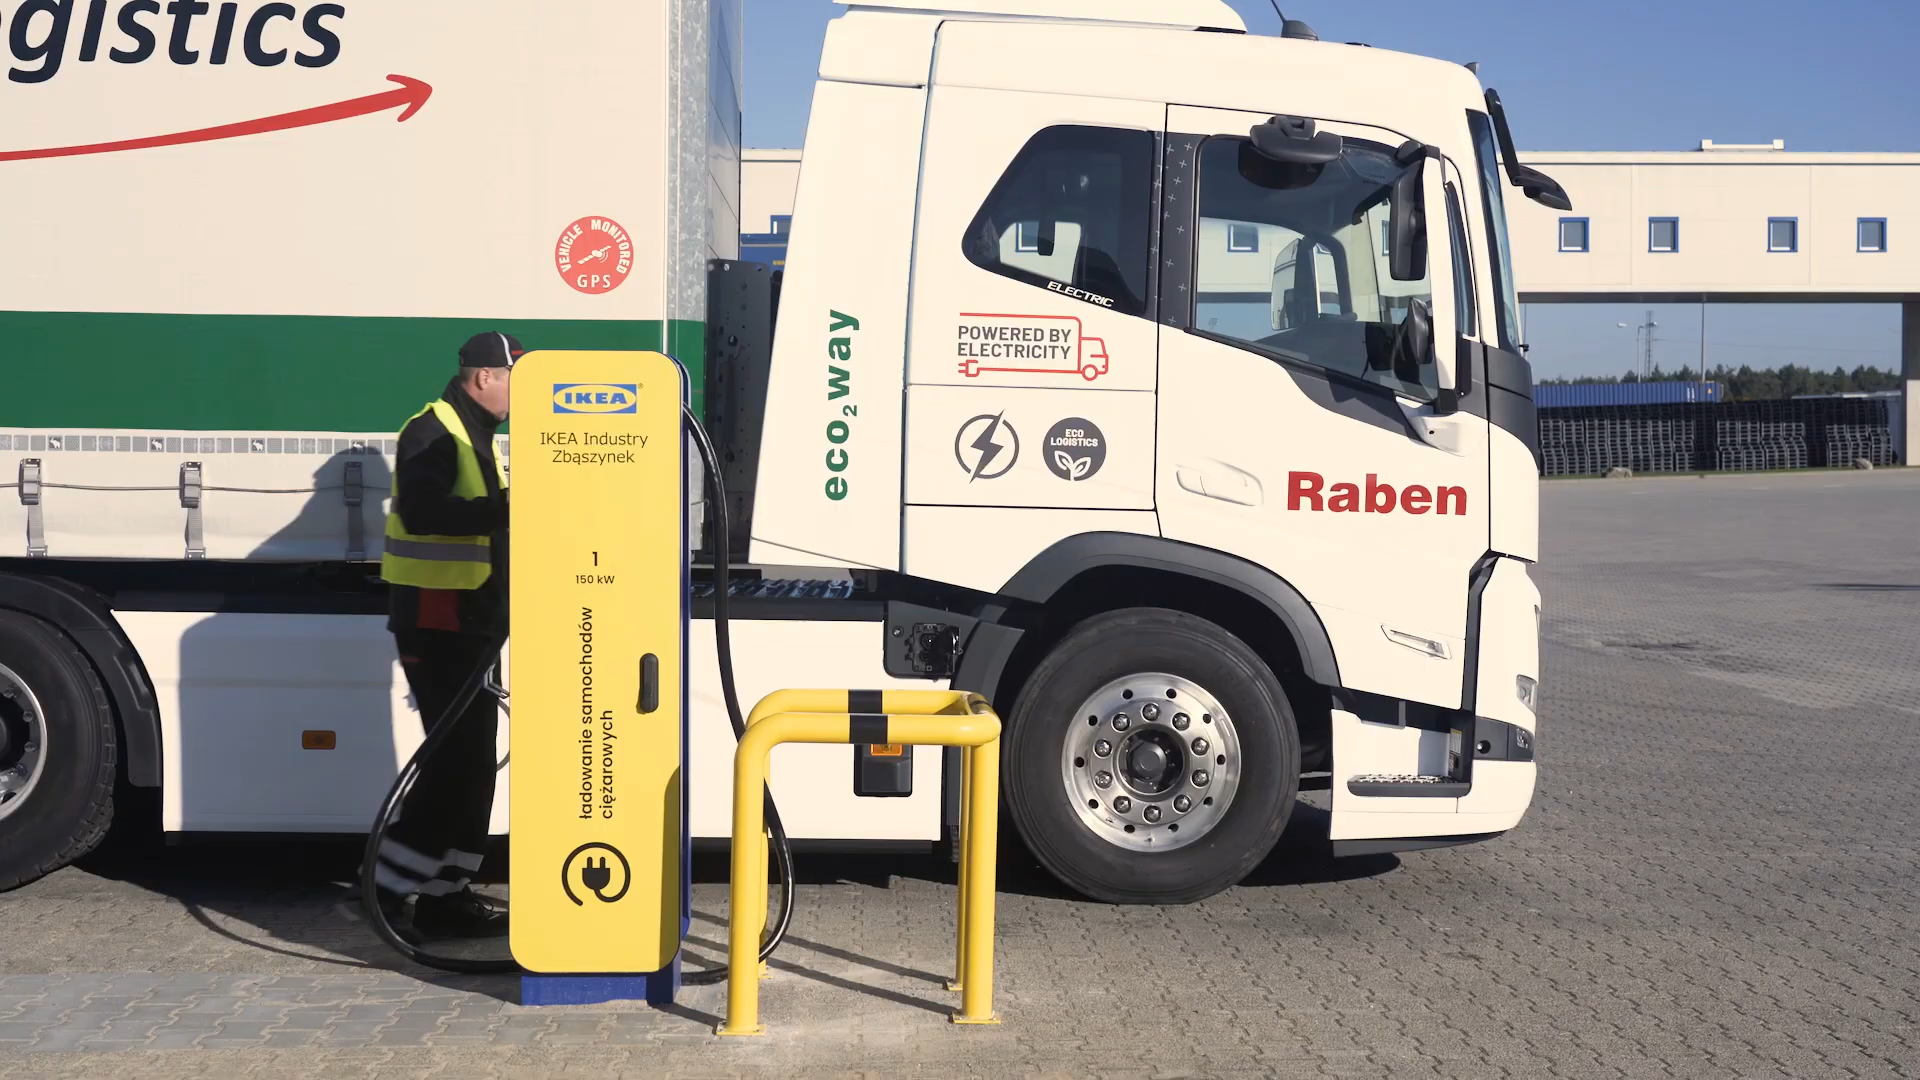 gistics
VEHICLE MONITORED
GPS
eco₂way
ELECTRIC
POWERED BY
ELECTRICITY
ECO
LOGISTICS
Raben
IKEA®
IKEA Industry
Zbąszynek
1
150 kW
ładowanie samochodów
ciężarowych